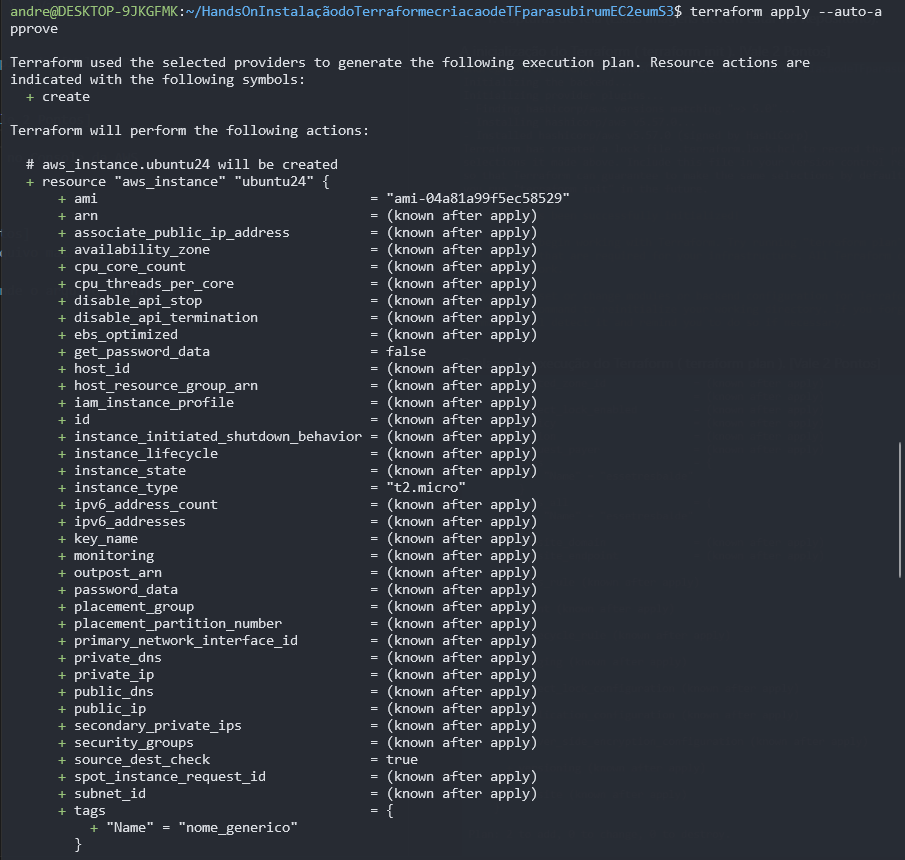 andre@DESKTOP-9JKGFMK:~/HandsOnInstalaçãodoTerraformecriacaodeTFparasubirumEC2eumS3$ terraform apply --auto-a
pprove
Terraform used the selected providers to generate the following execution plan. Resource actions are
indicated with the following symbols:
  + create
Terraform will perform the following actions:
  # aws_instance.ubuntu24 will be created
  + resource "aws_instance" "ubuntu24" {
      + ami                                  = "ami-04a81a99f5ec58529"
      + arn                                  = (known after apply)
      + associate_public_ip_address          = (known after apply)
      + availability_zone                    = (known after apply)
      + cpu_core_count                       = (known after apply)
      + cpu_threads_per_core                 = (known after apply)
      + disable_api_stop                     = (known after apply)
      + disable_api_termination              = (known after apply)
      + ebs_optimized                        = (known after apply)
      + get_password_data                    = false
      + host_id                              = (known after apply)
      + host_resource_group_arn              = (known after apply)
      + iam_instance_profile                 = (known after apply)
      + id                                   = (known after apply)
      + instance_initiated_shutdown_behavior = (known after apply)
      + instance_lifecycle                   = (known after apply)
      + instance_state                       = (known after apply)
      + instance_type                        = "t2.micro"
      + ipv6_address_count                   = (known after apply)
      + ipv6_addresses                       = (known after apply)
      + key_name                             = (known after apply)
      + monitoring                           = (known after apply)
      + outpost_arn                          = (known after apply)
      + password_data                        = (known after apply)
      + placement_group                      = (known after apply)
      + placement_partition_number           = (known after apply)
      + primary_network_interface_id         = (known after apply)
      + private_dns                          = (known after apply)
      + private_ip                           = (known after apply)
      + public_dns                           = (known after apply)
      + public_ip                            = (known after apply)
      + secondary_private_ips                = (known after apply)
      + security_groups                      = (known after apply)
      + source_dest_check                    = true
      + spot_instance_request_id             = (known after apply)
      + subnet_id                            = (known after apply)
      + tags                                 = {
          + "Name" = "nome_generico"
        }